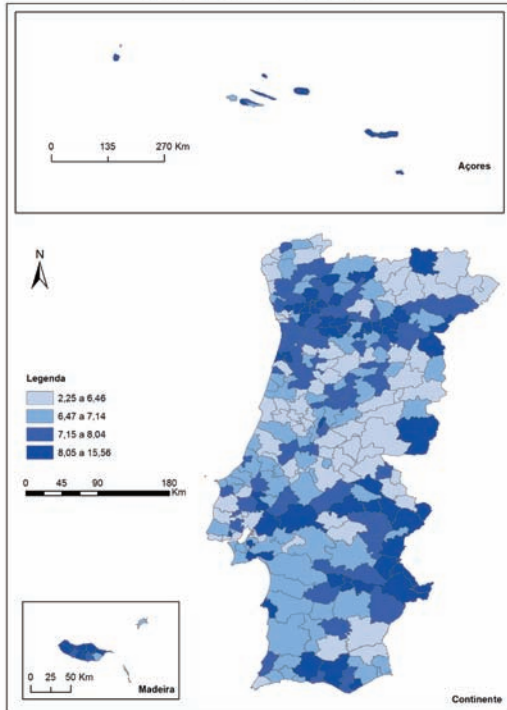 0 135 270 Km
Açores
N
Legenda
2,25 a 6,46
6,47 a 7,14
7,15 a 8,04
8,05 a 15,56
0 45 90 180
Km
0 25 50 Km
Madeira
Continente